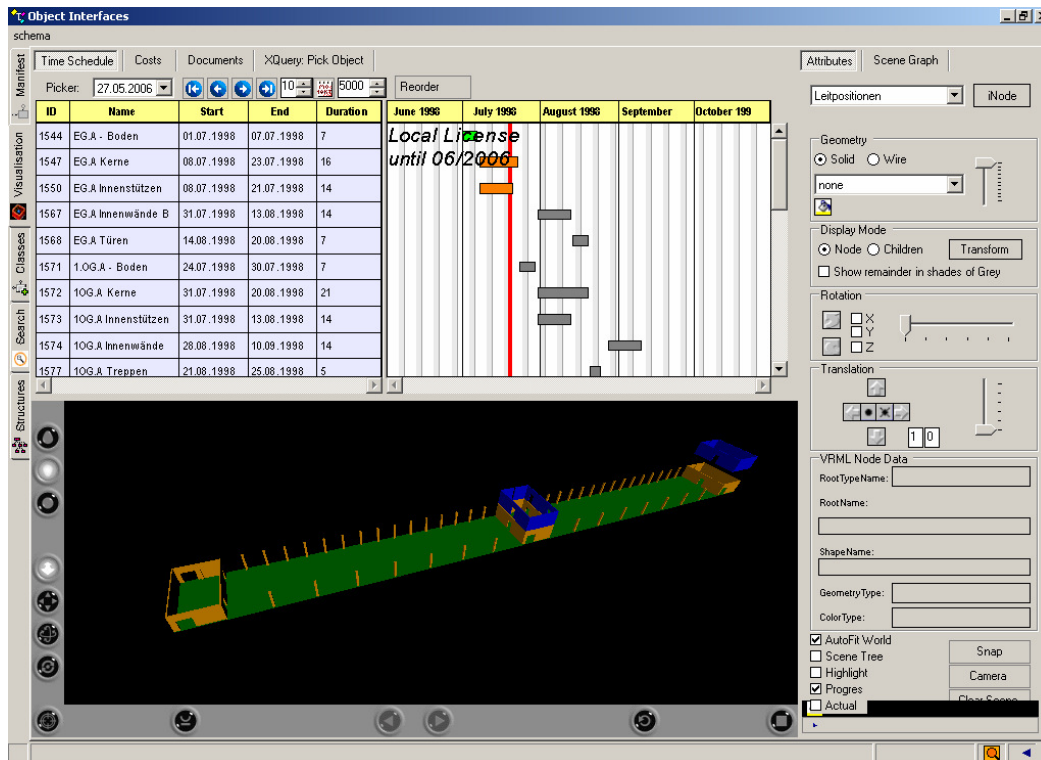 Object Interfaces
schema
Manifest
Visualisation
Classes
Search
Structures
Time Schedule Costs Documents XQuery: Pick Object
Picker: 27.05.2006 10 5000 Reorder
ID Name Start End Duration June 1998 July 1998 August 1998 September October 199
1544 EG.A - Boden 01.07.1998 07.07.1998 7
1547 EG.A Kerne 08.07.1998 23.07.1998 16
1550 EG.A Innenstützen 08.07.1998 21.07.1998 14
1567 EG.A Innenwände B 31.07.1998 13.08.1998 14
1568 EG.A Türen 14.08.1998 20.08.1998 7
1571 1.OG.A - Boden 24.07.1998 30.07.1998 7
1572 1OG.A Kerne 31.07.1998 20.08.1998 21
1573 1OG.A Innenstützen 31.07.1998 13.08.1998 14
1574 1OG.A Innenwände 28.08.1998 10.09.1998 14
1577 1OG.A Treppen 21.08.1998 25.08.1998 5
Local License
until 06/2006
Attributes Scene Graph
Leitpositionen iNode
Geometry
Solid Wire
none
Display Mode
Node Children Transform
Show remainder in shades of Grey
Rotation
X
Y
Z
Translation
1 0
VRML Node Data
RootTypeName:
RootName:
ShapeName:
GeometryType:
ColorType:
AutoFit World
Scene Tree Snap
Highlight Camera
Progres Clear Scene
Actual